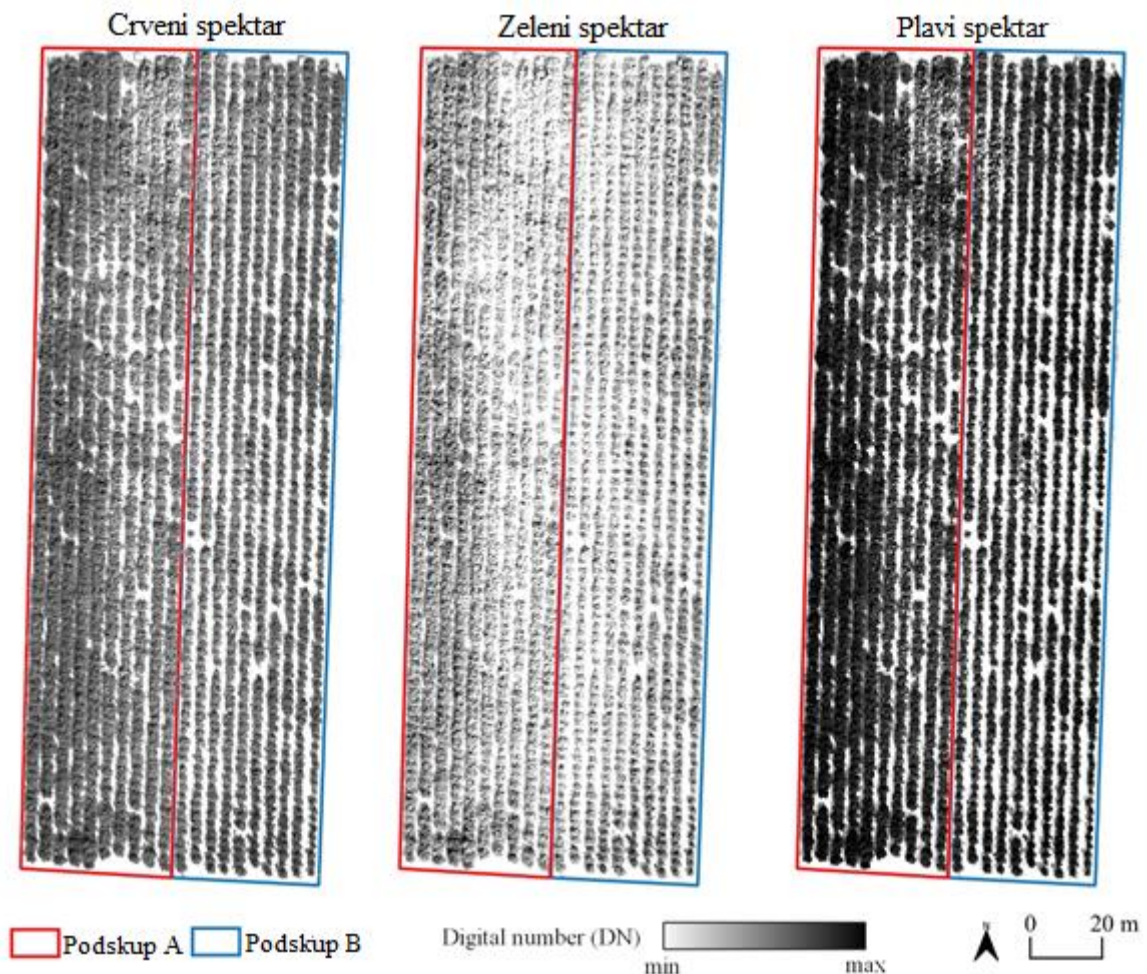 Crveni spektar
Zeleni spektar
Plavi spektar
Podskup A
Podskup B
Digital number (DN)
min
max
N
0
20 m